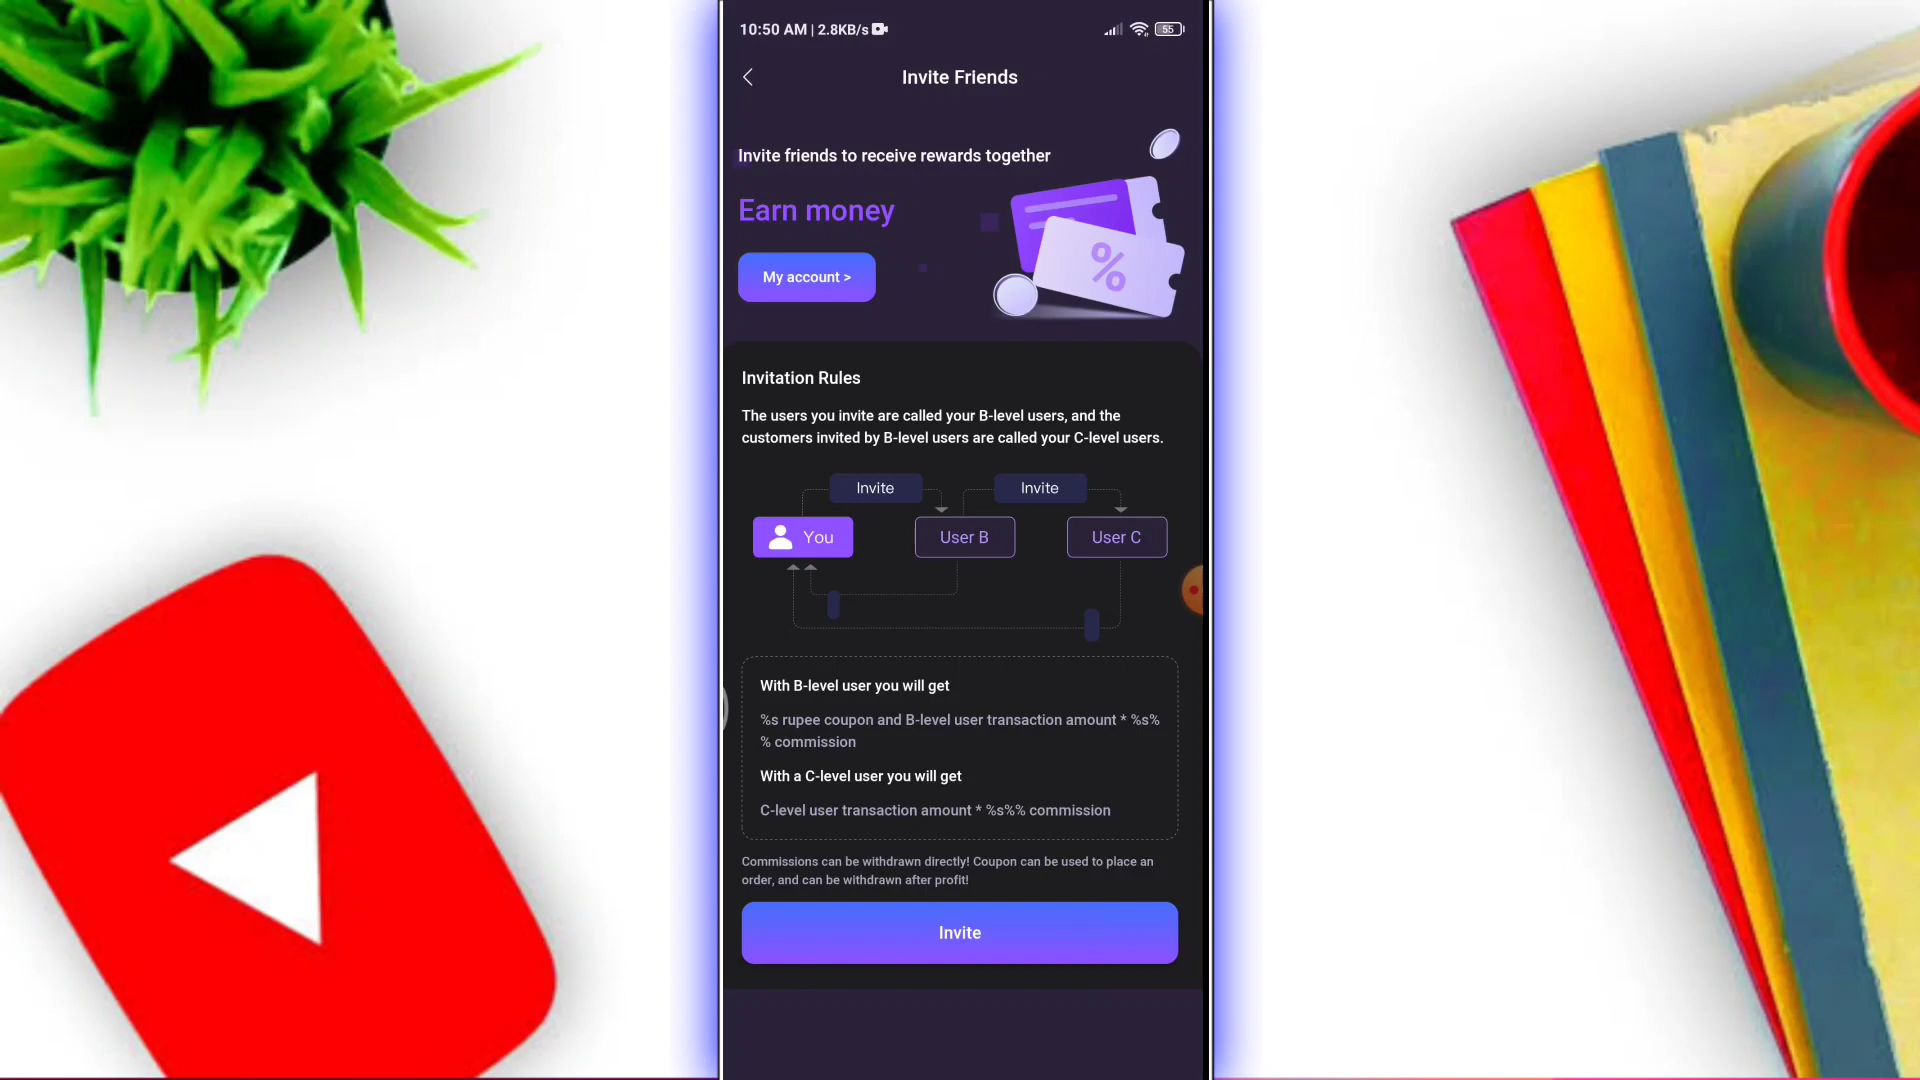 10:50 AM | 2.8KB/s
55
Invite Friends
Invite friends to receive rewards together
Earn money
My account >
%
Invitation Rules
The users you invite are called your B-level users, and the
customers invited by B-level users are called your C-level users.
Invite
Invite
You
User B
User C
With B-level user you will get
%s rupee coupon and B-level user transaction amount * %s%
% commission
With a C-level user you will get
C-level user transaction amount * %s%% commission
Commissions can be withdrawn directly! Coupon can be used to place an
order, and can be withdrawn after profit!
Invite